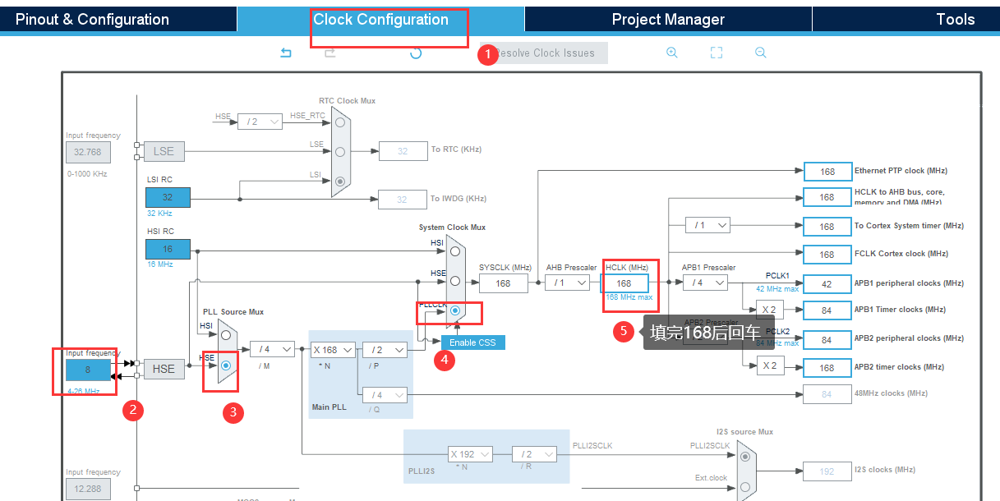 Pinout & Configuration
Clock Configuration
Project Manager
Tools
1
Resolve Clock Issues
RTC Clock Mux
HSE
/ 2
HSE_RTC
Input frequency
32.768
LSE
LSE
32
To RTC (KHz)
0-1000 KHz
LSI RC
LSI
32
32 KHz
32
To IWDG (KHz)
168
Ethernet PTP clock (MHz)
168
HCLK to AHB bus, core,
memory and DMA (MHz)
HSI RC
16
16 MHz
System Clock Mux
HSI
/ 1
168
To Cortex System timer (MHz)
168
FCLK Cortex clock (MHz)
HSE
SYSCLK (MHz)
AHB Prescaler
HCLK (MHz)
APB1 Prescaler
168
/ 1
168
168 MHz max
/ 4
PCLK1
42 MHz max
42
APB1 peripheral clocks (MHz)
PLLCLK
X 2
84
APB1 Timer clocks (MHz)
PLL Source Mux
HSI
5
填完168后回车
APB2 Prescaler
PCLK2
84 MHz max
84
APB2 peripheral clocks (MHz)
Enable CSS
4
Input frequency
8
4-26 MHz
HSE
HSE
/ 4
/ M
X 168
* N
/ 2
/ P
X 2
168
APB2 timer clocks (MHz)
/ 4
/ Q
84
48MHz clocks (MHz)
Main PLL
2
3
I2S source Mux
PLLI2SCLK
PLLI2SCLK
X 192
* N
/ 2
/ R
PLLI2S
192
I2S clocks (MHz)
Ext.clock
Input frequency
12.288